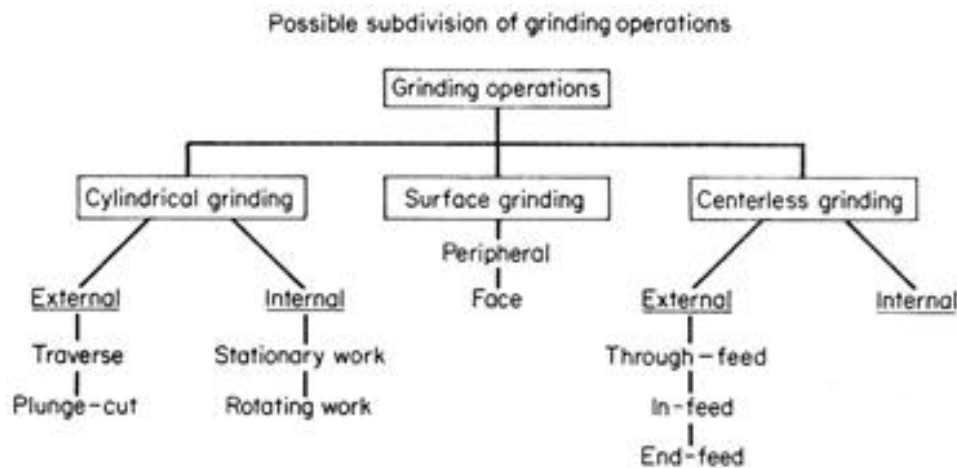 Possible subdivision of grinding operations
Grinding operations
Cylindrical grinding
Surface grinding
Centerless grinding
Peripheral
Face
External
Internal
External
Internal
Traverse
Stationary work
Through-feed
Plunge-cut
Rotating work
In-feed
End-feed